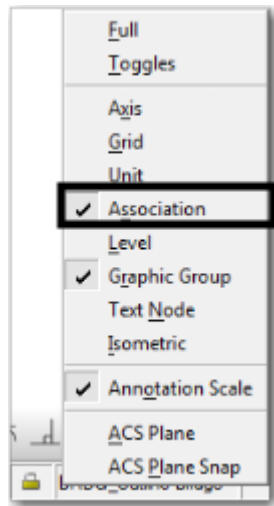 Full
Toggles
Axis
Grid
Unit
Association
Level
Graphic Group
Text Node
Isometric
Annotation Scale
ACS Plane
ACS Plane Snap